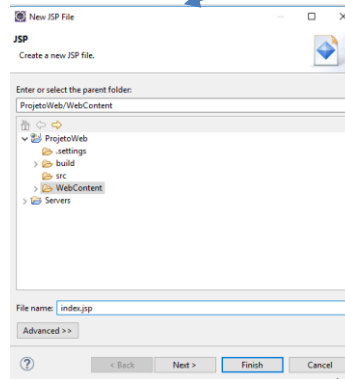 New JSP File
JSP
Create a new JSP file.
Enter or select the parent folder:
ProjetoWeb/WebContent
ProjetoWeb
.settings
build
src
WebContent
Servers
File name: index.jsp
Advanced >>
< Back Next > Finish Cancel